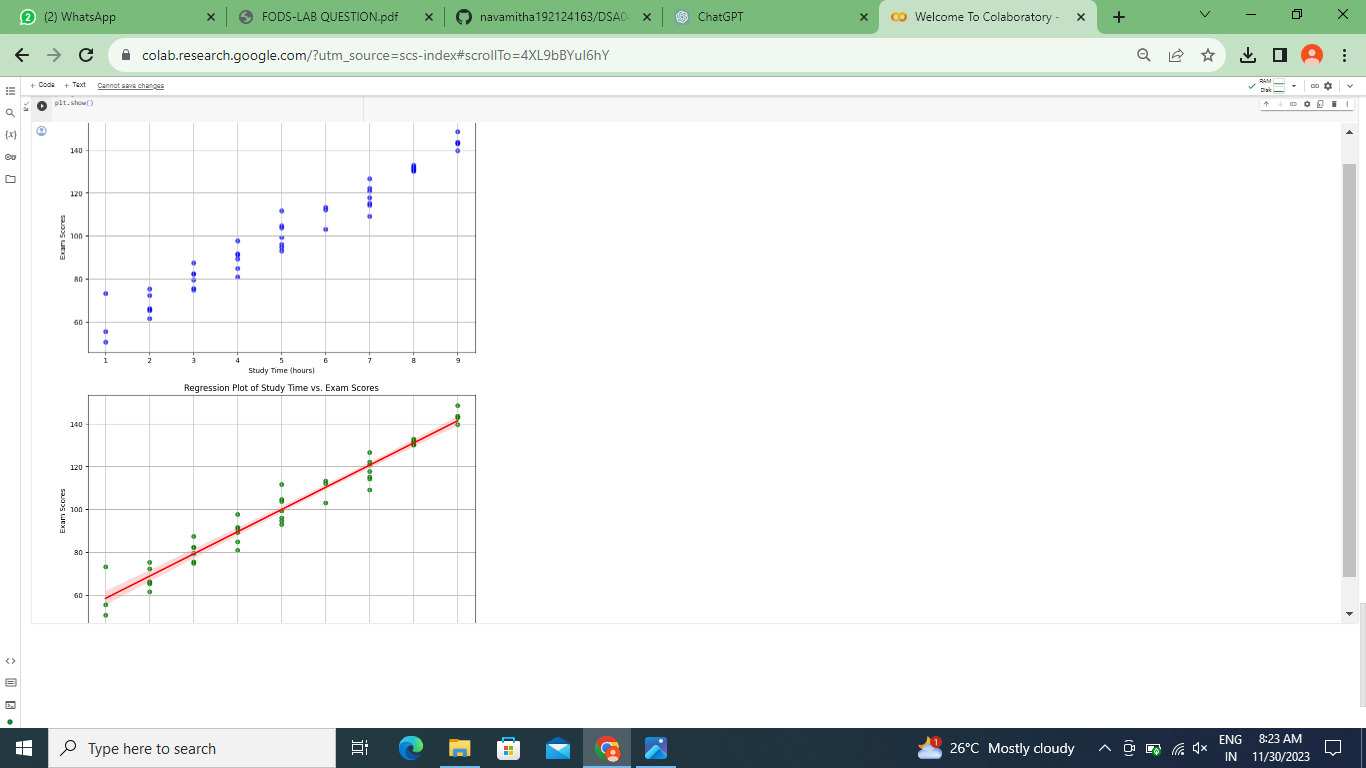 2 (2) WhatsApp FODS-LAB QUESTION.pdf navamitha192124163/DSA0 ChatGPT Welcome To Colaboratory -
colab.research.google.com/?utm_source=scs-index#scrollTo=4XL9bBYuI6hY
+ Code + Text Cannot save changes RAM
Disk
plt.show()
{x}
140
120
100
80
60
Exam Scores
1 2 3 4 5 6 7 8 9
Study Time (hours)
Regression Plot of Study Time vs. Exam Scores
140
120
100
80
60
Exam Scores
Type here to search 1 26°C Mostly cloudy ENG 8:23 AM
IN 11/30/2023